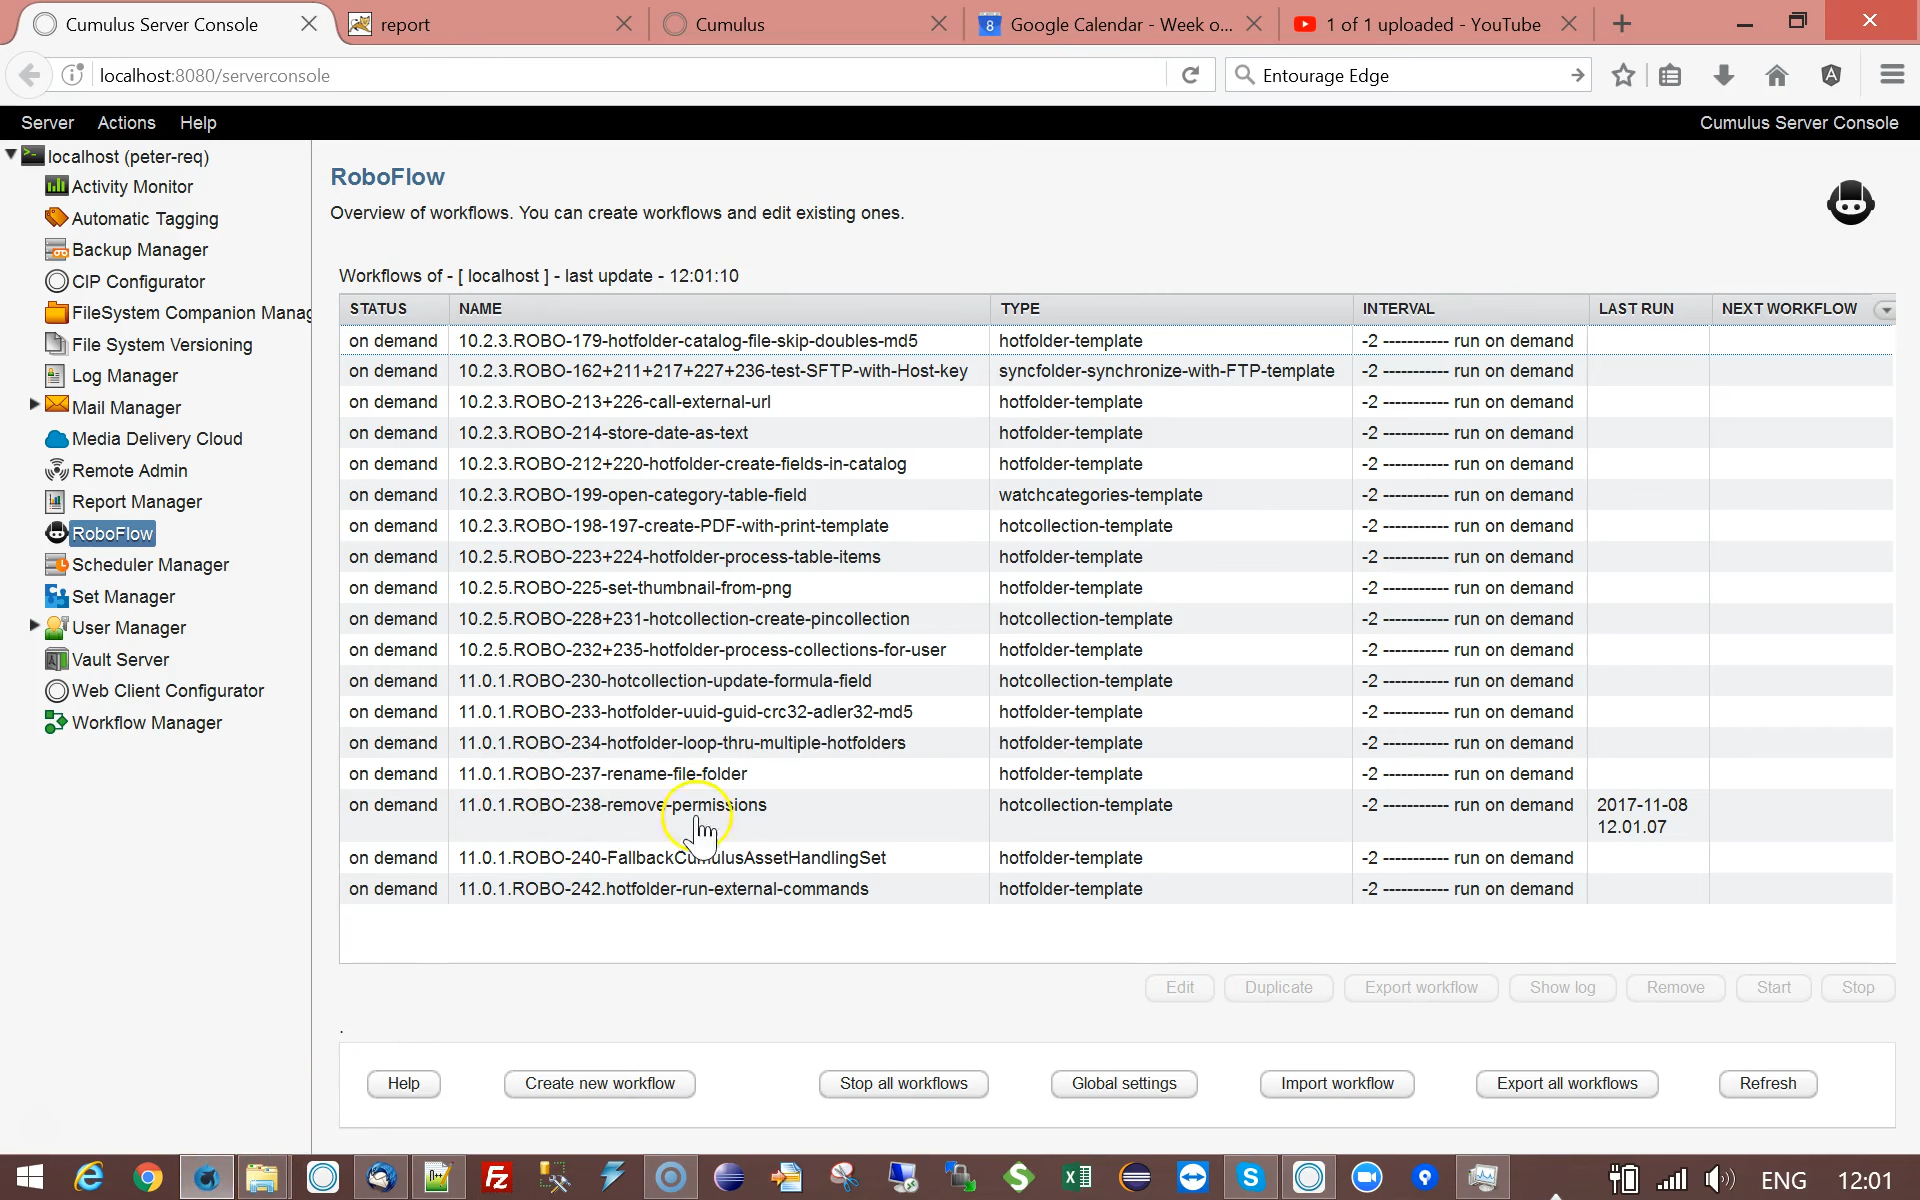 Cumulus Server Console
report
Cumulus
Google Calendar - Week o...
1 of 1 uploaded - YouTube
localhost:8080/serverconsole
Entourage Edge
Server Actions Help
Cumulus Server Console
localhost (peter-req)
Activity Monitor
Automatic Tagging
Backup Manager
CIP Configurator
FileSystem Companion Manag
File System Versioning
Log Manager
Mail Manager
Media Delivery Cloud
Remote Admin
Report Manager
RoboFlow
Scheduler Manager
Set Manager
User Manager
Vault Server
Web Client Configurator
Workflow Manager
RoboFlow
Overview of workflows. You can create workflows and edit existing ones.
Workflows of - [ localhost ] - last update - 12:01:10
STATUS NAME TYPE INTERVAL LAST RUN NEXT WORKFLOW
on demand 10.2.3.ROBO-179-hotfolder-catalog-file-skip-doubles-md5 hotfolder-template -2 ----------- run on demand
on demand 10.2.3.ROBO-162+211+217+227+236-test-SFTP-with-Host-key syncfolder-synchronize-with-FTP-template -2 ----------- run on demand
on demand 10.2.3.ROBO-213+226-call-external-url hotfolder-template -2 ----------- run on demand
on demand 10.2.3.ROBO-214-store-date-as-text hotfolder-template -2 ----------- run on demand
on demand 10.2.3.ROBO-212+220-hotfolder-create-fields-in-catalog hotfolder-template -2 ----------- run on demand
on demand 10.2.3.ROBO-199-open-category-table-field watchcategories-template -2 ----------- run on demand
on demand 10.2.3.ROBO-198-197-create-PDF-with-print-template hotcollection-template -2 ----------- run on demand
on demand 10.2.5.ROBO-223+224-hotfolder-process-table-items hotfolder-template -2 ----------- run on demand
on demand 10.2.5.ROBO-225-set-thumbnail-from-png hotfolder-template -2 ----------- run on demand
on demand 10.2.5.ROBO-228+231-hotcollection-create-pincollection hotcollection-template -2 ----------- run on demand
on demand 10.2.5.ROBO-232+235-hotfolder-process-collections-for-user hotfolder-template -2 ----------- run on demand
on demand 11.0.1.ROBO-230-hotcollection-update-formula-field hotcollection-template -2 ----------- run on demand
on demand 11.0.1.ROBO-233-hotfolder-uuid-guid-crc32-adler32-md5 hotfolder-template -2 ----------- run on demand
on demand 11.0.1.ROBO-234-hotfolder-loop-thru-multiple-hotfolders hotfolder-template -2 ----------- run on demand
on demand 11.0.1.ROBO-237-rename-file-folder hotfolder-template -2 ----------- run on demand
on demand 11.0.1.ROBO-238-remove-permissions hotcollection-template -2 ----------- run on demand 2017-11-08
12.01.07
on demand 11.0.1.ROBO-240-FallbackCumulusAssetHandlingSet hotfolder-template -2 ----------- run on demand
on demand 11.0.1.ROBO-242.hotfolder-run-external-commands hotfolder-template -2 ----------- run on demand
Edit Duplicate Export workflow Show log Remove Start Stop
.
Help Create new workflow Stop all workflows Global settings Import workflow Export all workflows Refresh
ENG 12:01